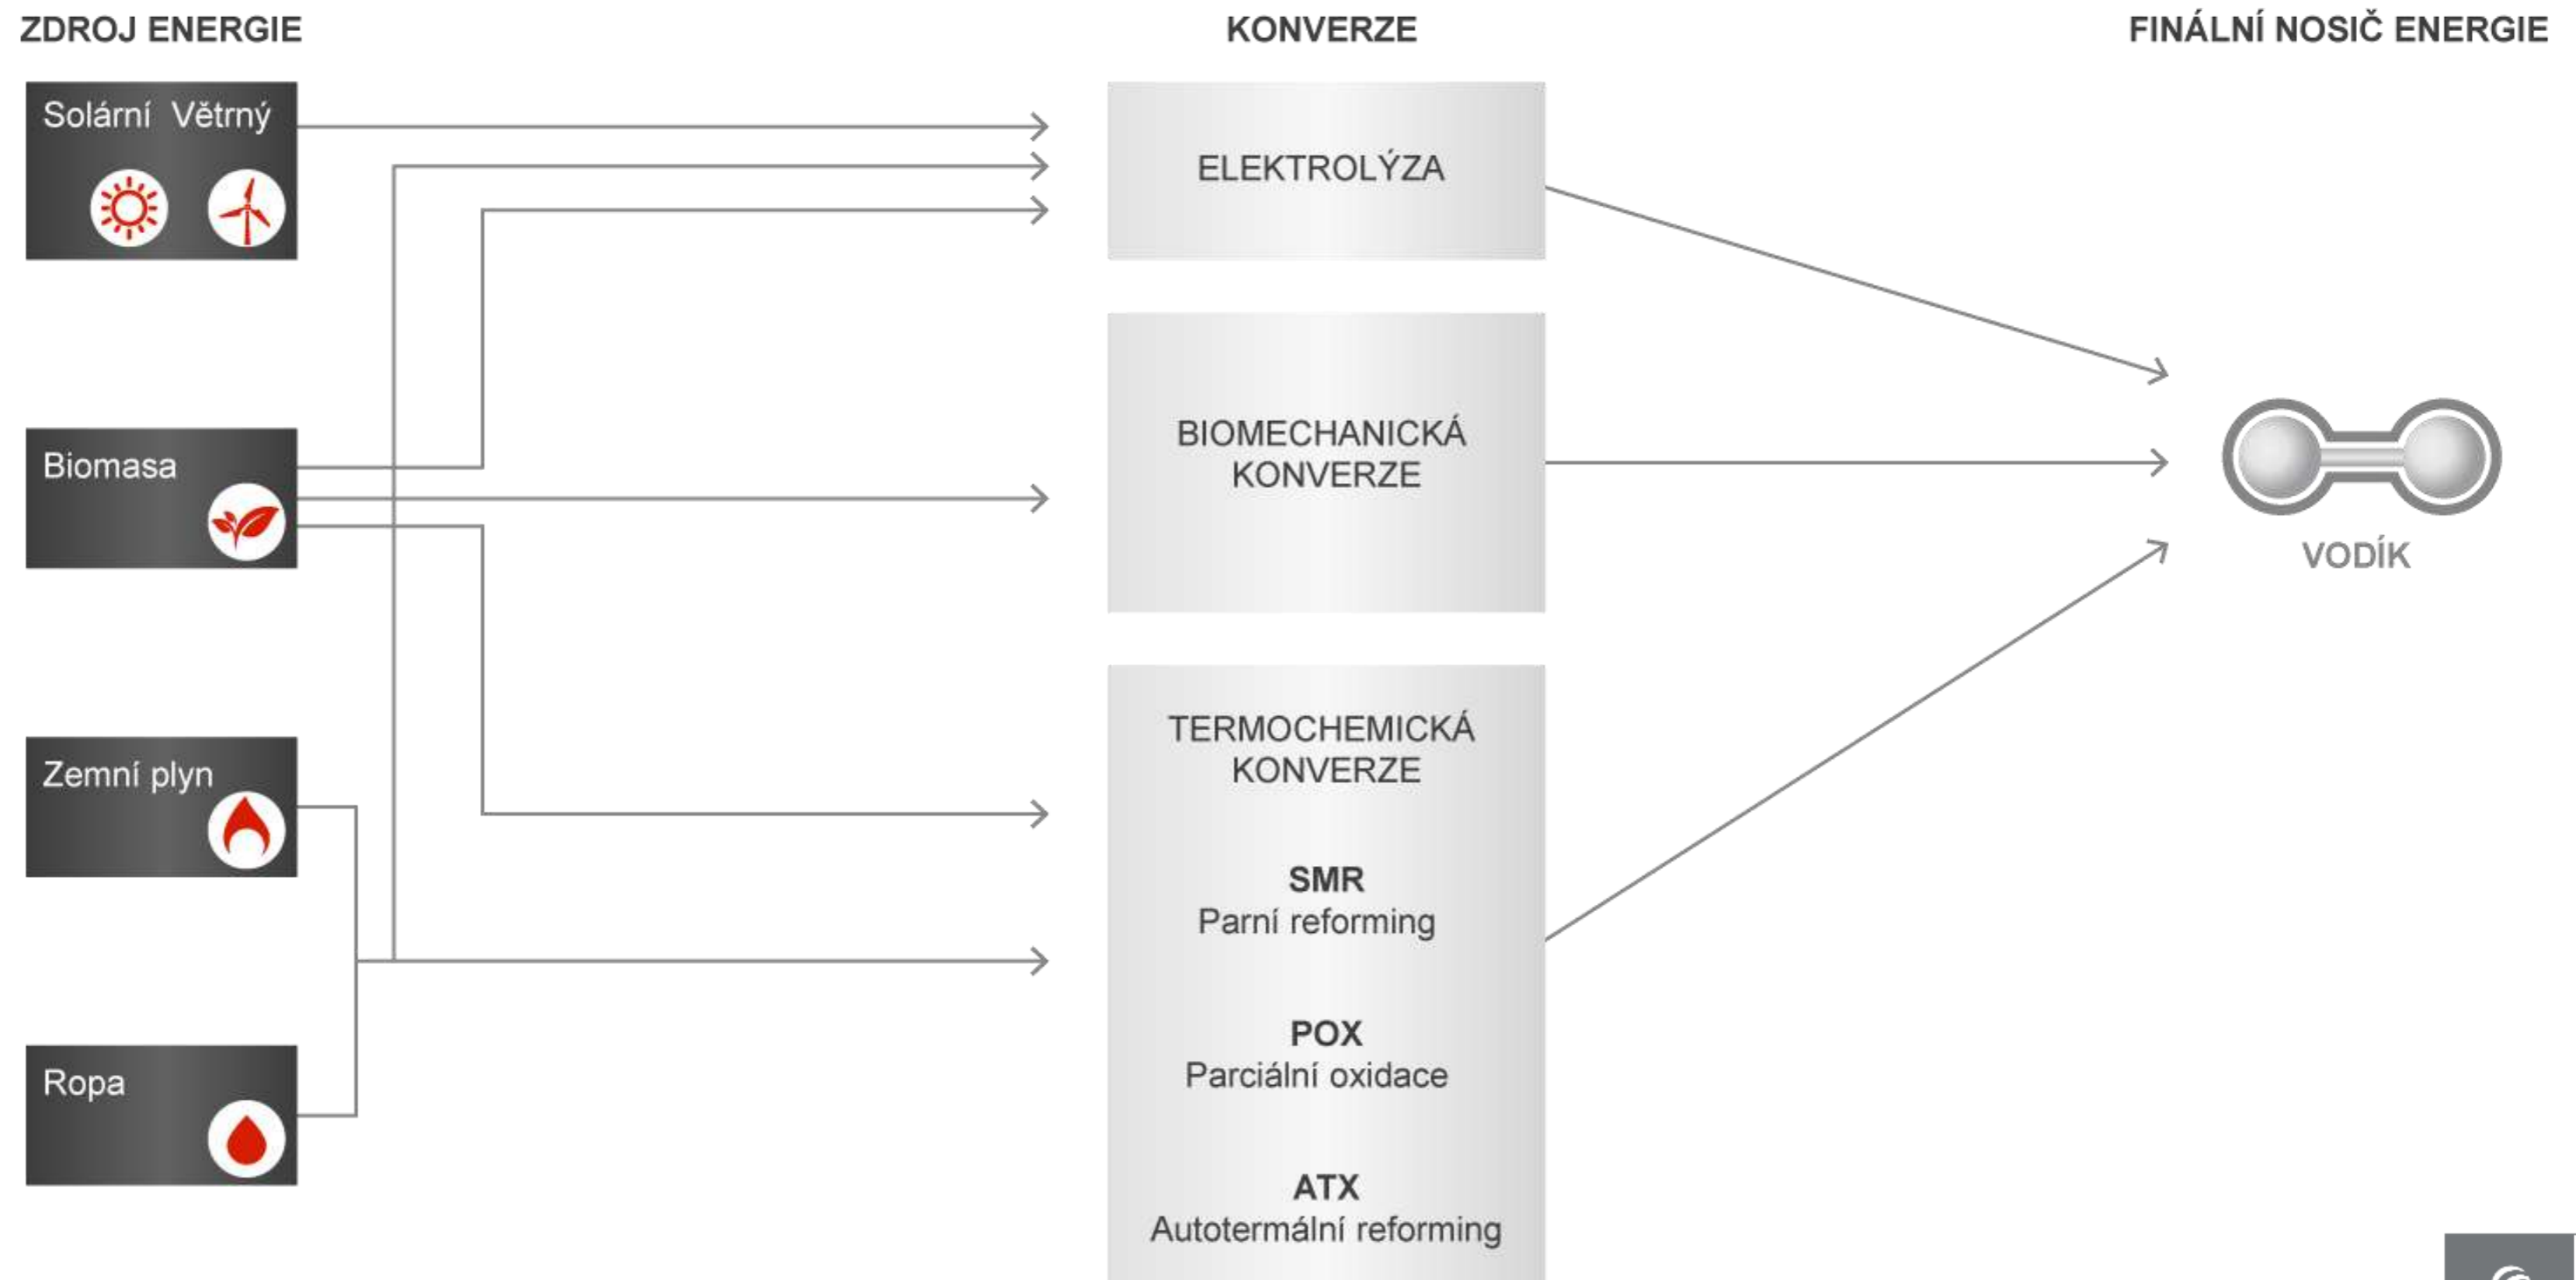 ZDROJ ENERGIE
KONVERZE
FINÁLNÍ NOSIČ ENERGIE
Solární Větrný
ELEKTROLÝZA
Biomasa
BIOMECHANICKÁ
KONVERZE
VODÍK
Zemní plyn
TERMOCHEMICKÁ
KONVERZE
SMR
Parní reforming
POX
Parciální oxidace
Ropa
ATX
Autotermální reforming